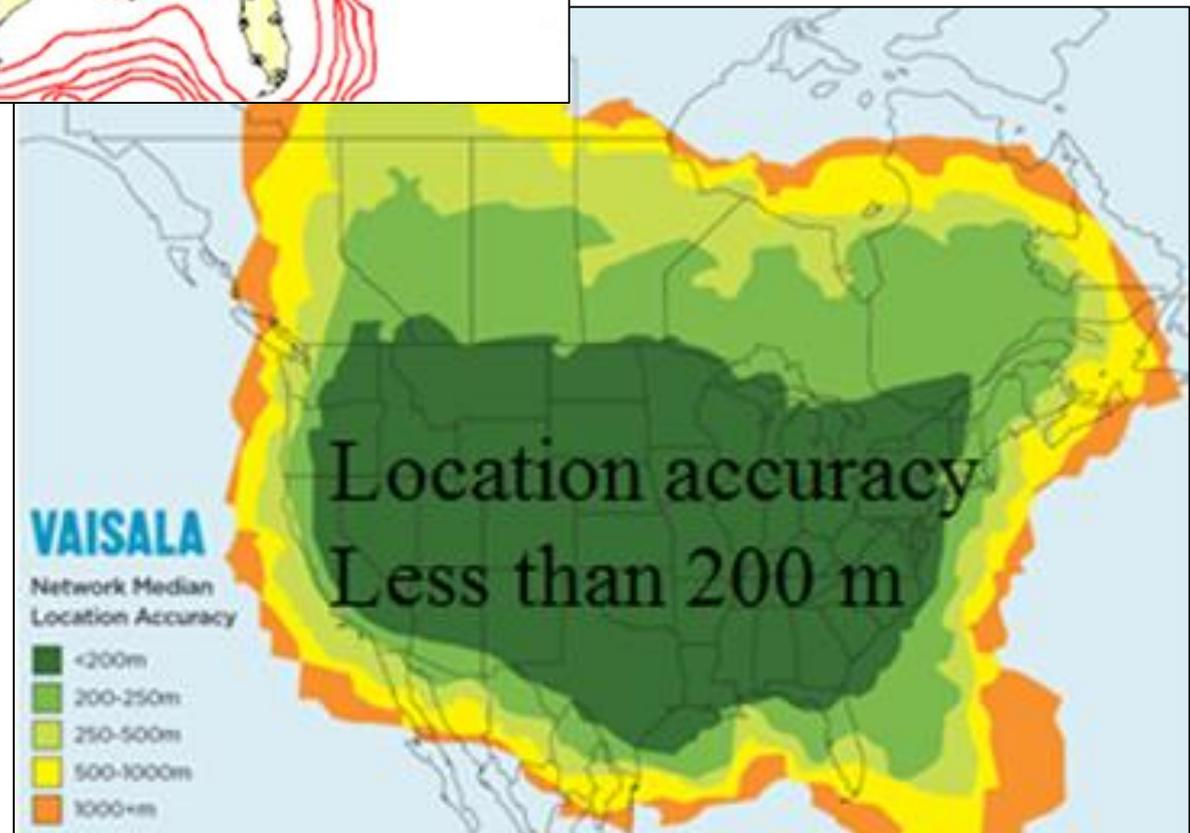 Location accuracy
Less than 200 m
VAISALA
Network Median
Location Accuracy
<200m
200-250m
250-500m
500-1000m
1000+m